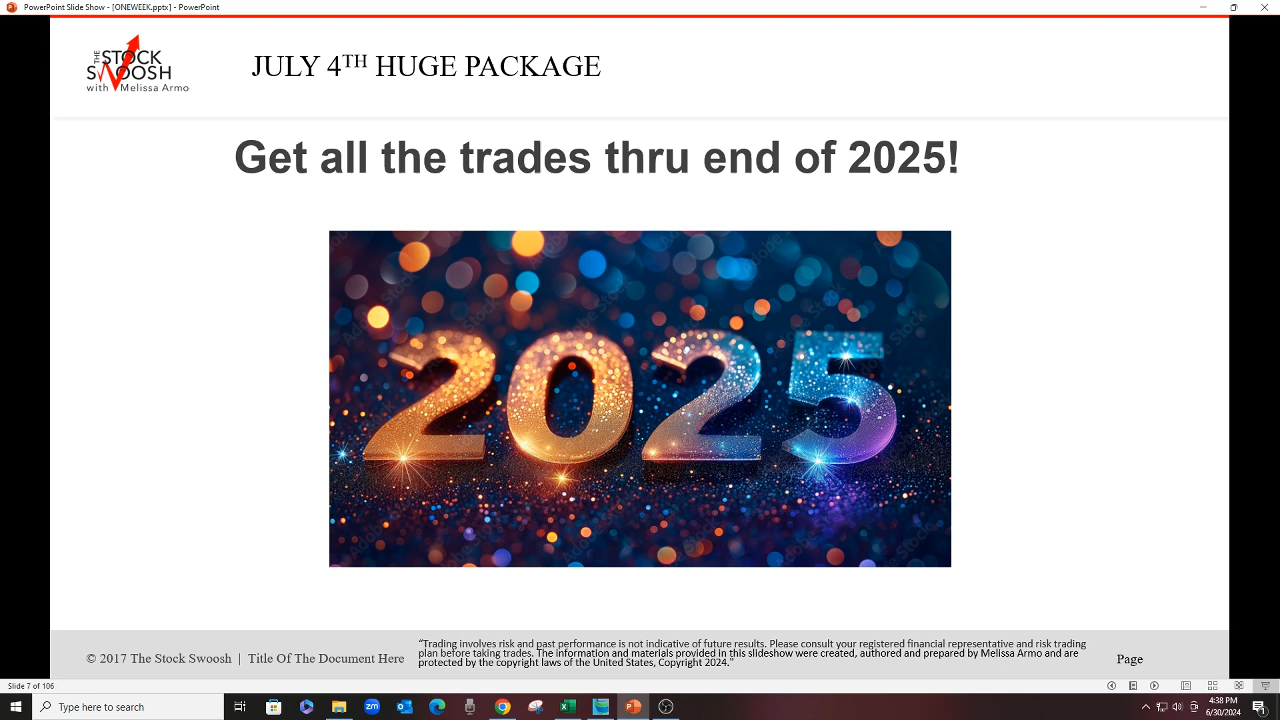 PowerPoint Slide Show - [ONEWEEK.pptx] - PowerPoint
THE STOCK
SWOOSH
with Melissa Armo
JULY 4TH HUGE PACKAGE
Get all the trades thru end of 2025!
2025
© 2017 The Stock Swoosh | Title Of The Document Here
“Trading involves risk and past performance is not indicative of future results. Please consult your registered financial representative and risk trading
plan before taking trades. The information and materials provided in this slideshow were created, authored and prepared by Melissa Armo and are
protected by the copyright laws of the United States, Copyright 2024.”
Page
Slide 7 of 106
Type here to search
zm
4:38 PM
6/30/2024